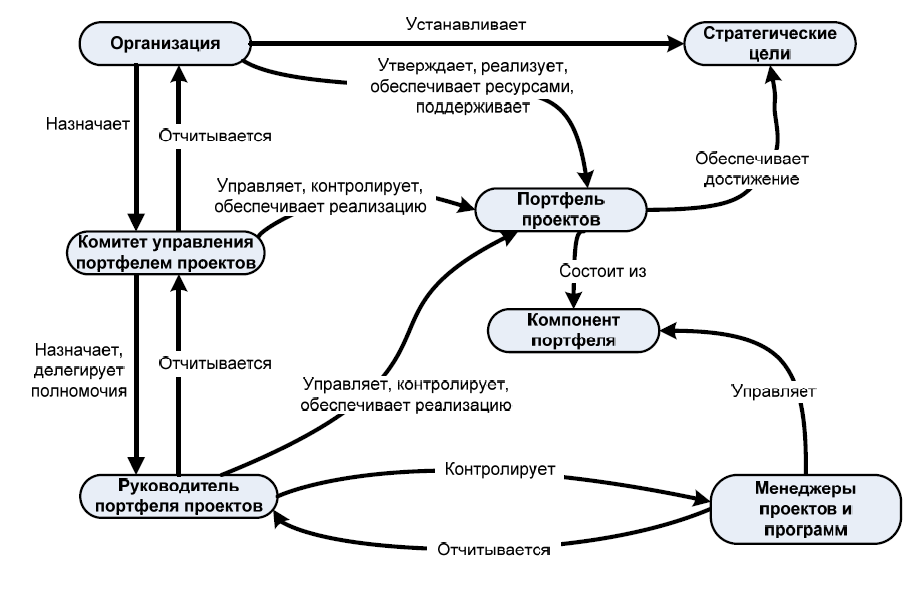 Устанавливает
Организация
Стратегические
цели
Утверждает, реализует,
обеспечивает ресурсами,
поддерживает
Назначает
Отчитывается
Обеспечивает
достижение
Управляет, контролирует,
обеспечивает реализацию
Портфель
проектов
Комитет управления
портфелем проектов
Состоит из
Компонент
портфеля
Назначает,
делегирует
полномочия
Отчитывается
Управляет, контролирует,
обеспечивает реализацию
Управляет
Контролирует
Руководитель
портфеля проектов
Менеджеры
проектов и
программ
Отчитывается